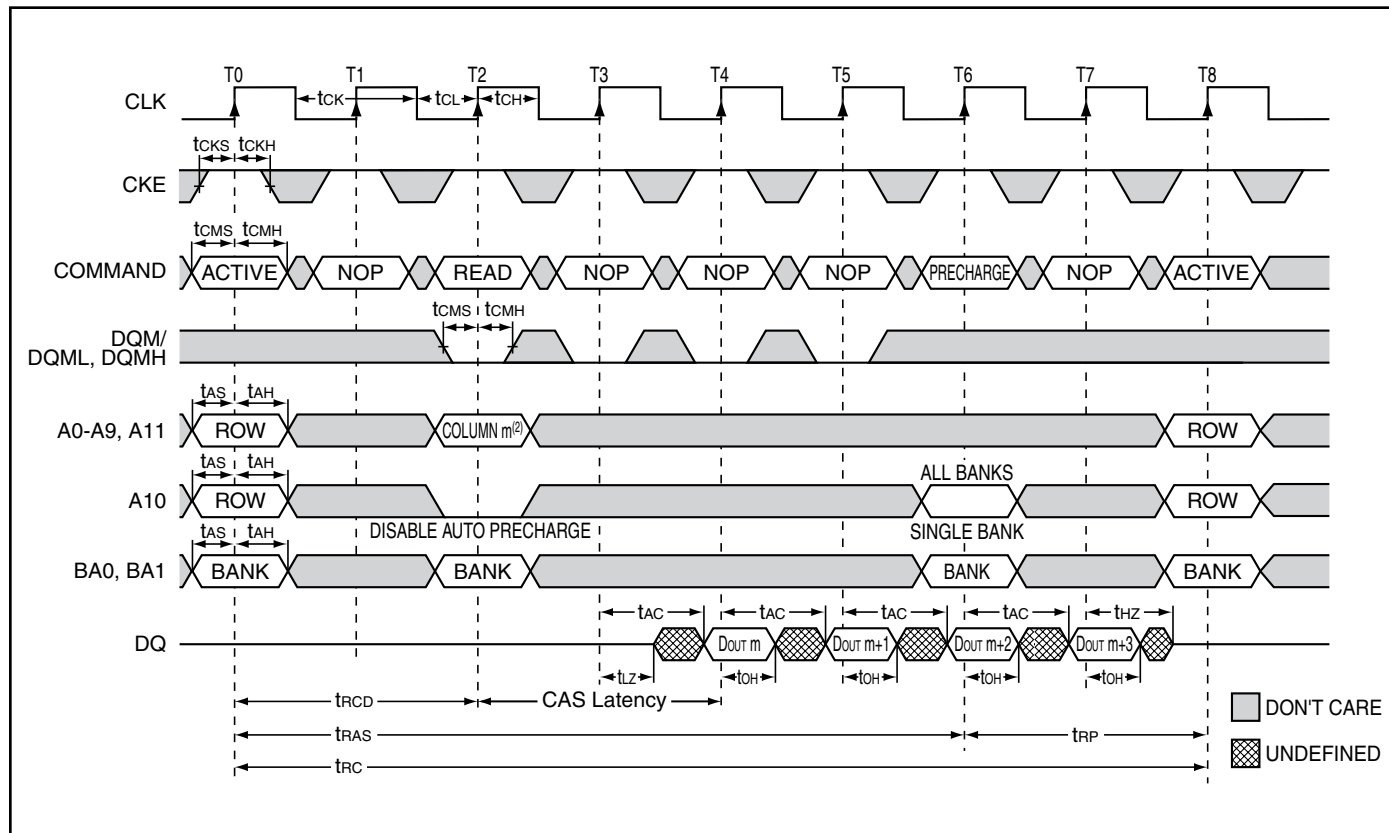 T0 T1 T2 T3 T4 T5 T6 T7 T8
CLK tCK tCL tCH
tCKS tCKH
CKE
tCMS tCMH
COMMAND ACTIVE NOP READ NOP NOP NOP PRECHARGE NOP ACTIVE
tCMS tCMH
DQM/
DQML, DQMH
tAS tAH
A0-A9, A11 ROW COLUMN m(2) ROW
tAS tAH ALL BANKS
A10 ROW ROW
DISABLE AUTO PRECHARGE SINGLE BANK
tAS tAH
BA0, BA1 BANK BANK BANK BANK
tAC tAC tAC tAC tHZ
DQ DOUT m DOUT m+1 DOUT m+2 DOUT m+3
tLZ tOH tOH tOH tOH
tRCD CAS Latency
DON'T CARE
tRAS tRP
UNDEFINED
tRC